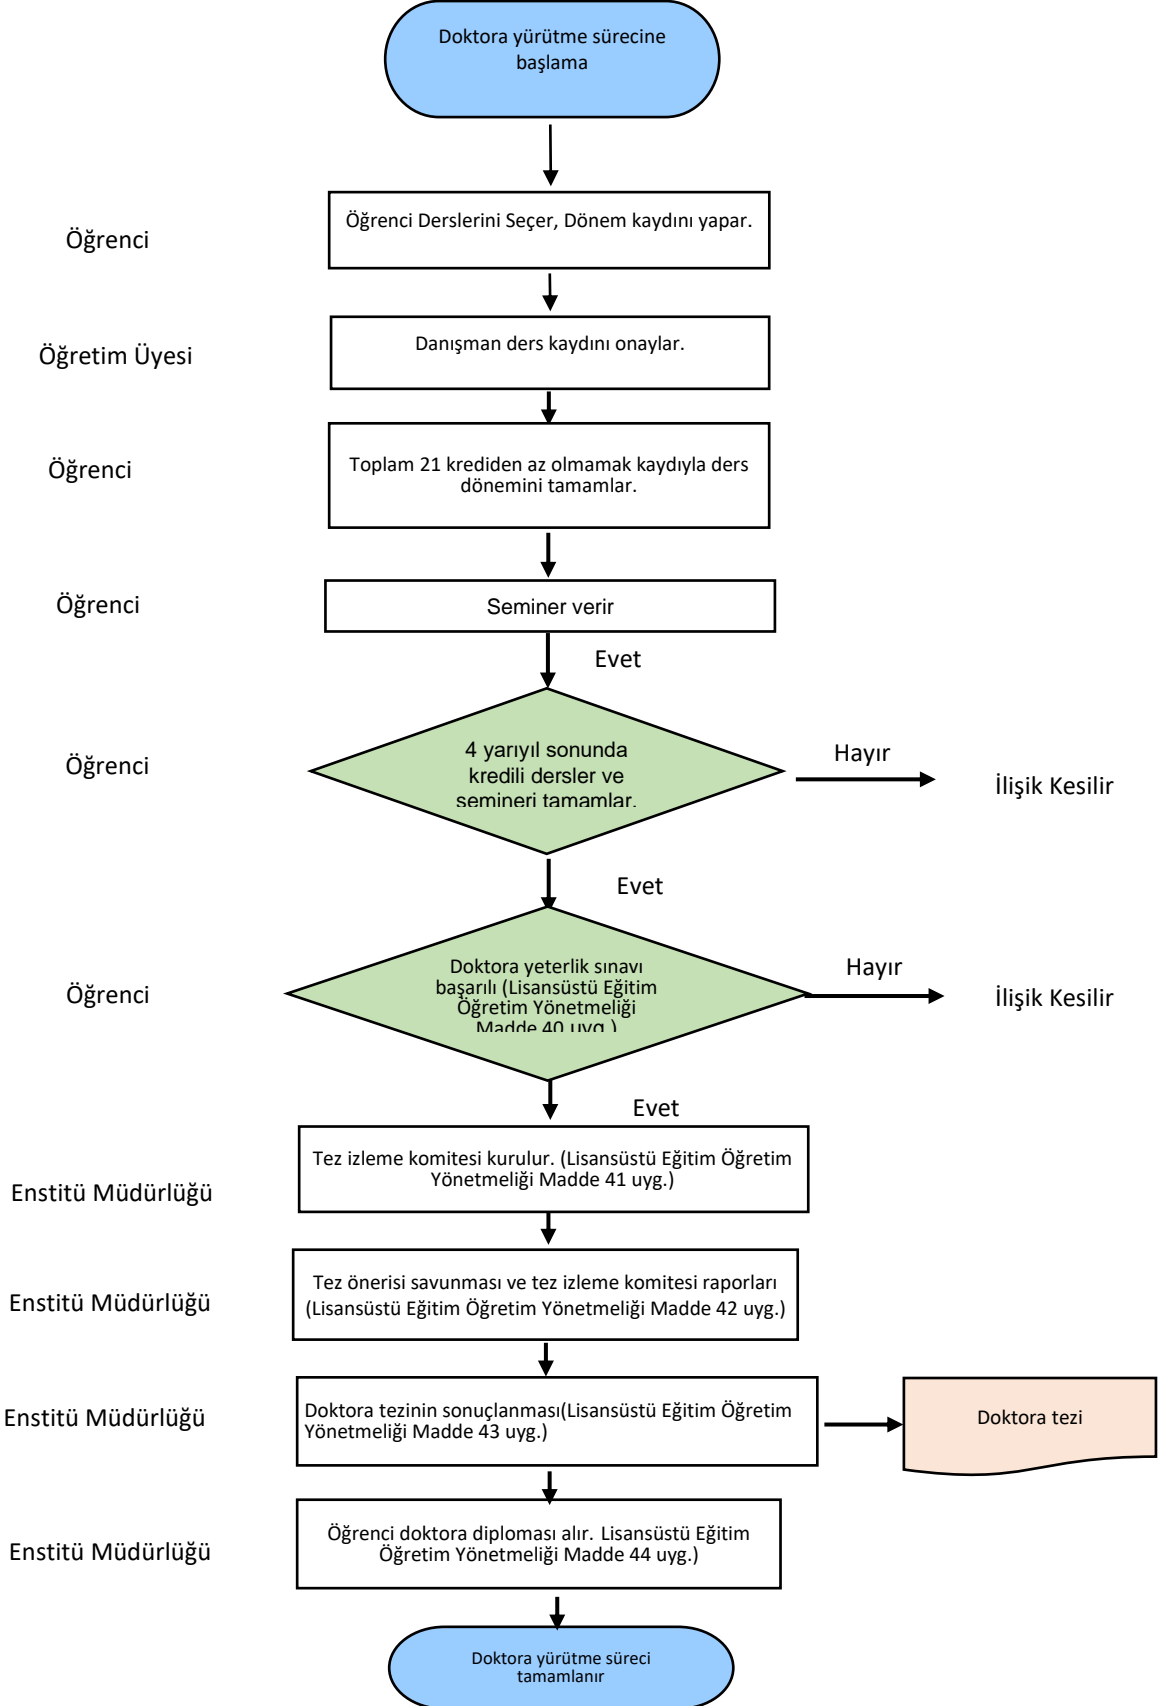 Doktora yürütme sürecine
başlama
Öğrenci
Öğrenci Derslerini Seçer, Dönem kaydını yapar.
Öğretim Üyesi
Danışman ders kaydını onaylar.
Öğrenci
Toplam 21 krediden az olmamak kaydıyla ders
dönemini tamamlar.
Öğrenci
Seminer verir
Evet
Öğrenci
4 yarıyıl sonunda
kredili dersler ve
semineri tamamlar.
Hayır
İlişik Kesilir
Evet
Öğrenci
Doktora yeterlik sınavı
başarılı (Lisansüstü Eğitim
Öğretim Yönetmeliği
Madde 40 uyg.)
Hayır
İlişik Kesilir
Evet
Enstitü Müdürlüğü
Tez izleme komitesi kurulur. (Lisansüstü Eğitim Öğretim
Yönetmeliği Madde 41 uyg.)
Enstitü Müdürlüğü
Tez önerisi savunması ve tez izleme komitesi raporları
(Lisansüstü Eğitim Öğretim Yönetmeliği Madde 42 uyg.)
Enstitü Müdürlüğü
Doktora tezinin sonuçlanması(Lisansüstü Eğitim Öğretim
Yönetmeliği Madde 43 uyg.)
Doktora tezi
Enstitü Müdürlüğü
Öğrenci doktora diploması alır. Lisansüstü Eğitim
Öğretim Yönetmeliği Madde 44 uyg.)
Doktora yürütme süreci
tamamlanır